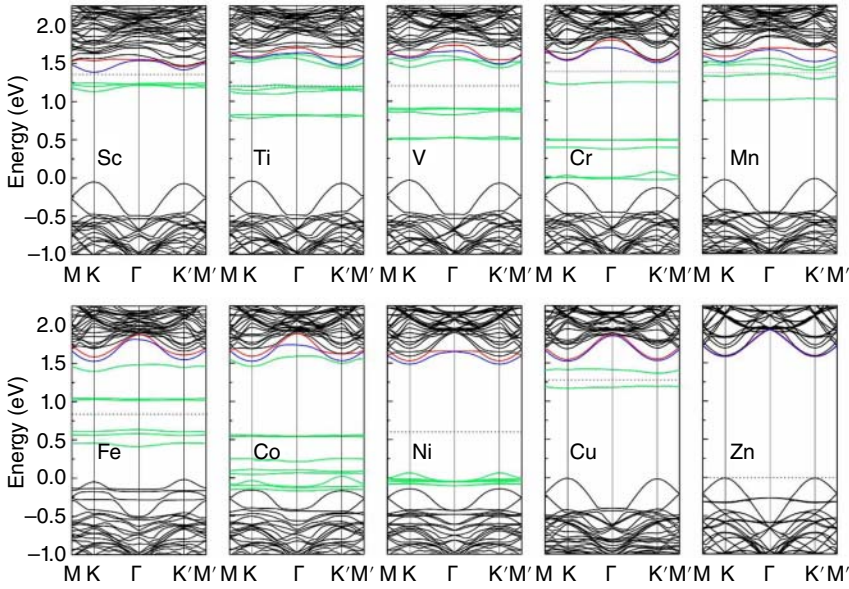 2.0
1.5
1.0
0.5
0.0
–0.5
–1.0
Energy (eV)
Sc
Ti
V
Cr
Mn
M K Γ K′ M′
M K Γ K′ M′
M K Γ K′ M′
M K Γ K′ M′
M K Γ K′ M′
2.0
1.5
1.0
0.5
0.0
–0.5
–1.0
Energy (eV)
Fe
Co
Ni
Cu
Zn
M K Γ K′ M′
M K Γ K′ M′
M K Γ K′ M′
M K Γ K′ M′
M K Γ K′ M′